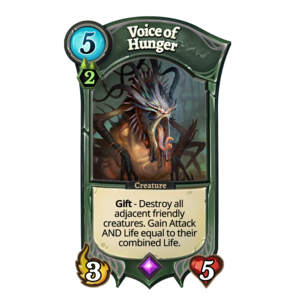 5
Voice of
Hunger
2
Creature
Gift - Destroy all
adjacent friendly
creatures. Gain Attack
AND Life equal to their
combined Life.
3
5